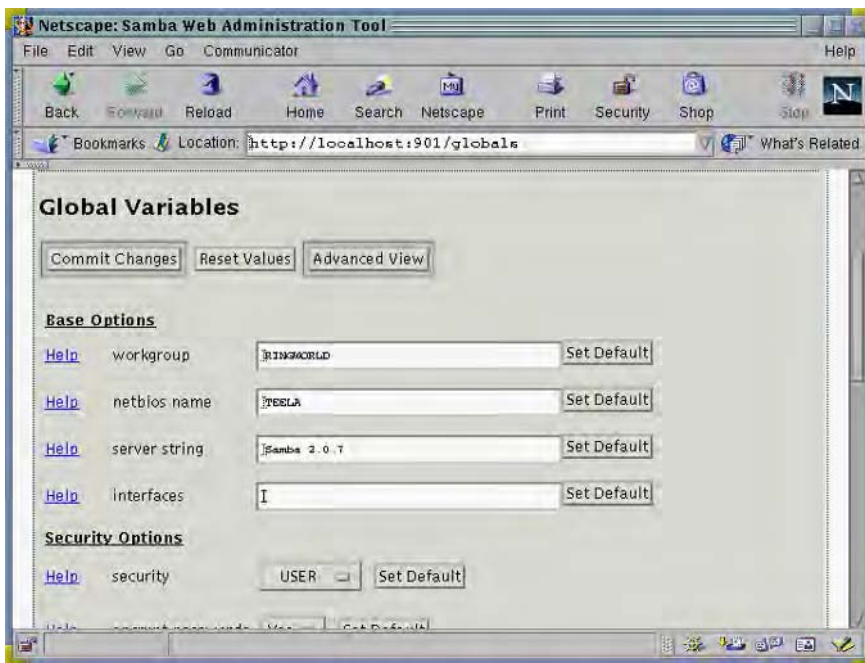 Netscape: Samba Web Administration Tool
File Edit View Go Communicator Help
Back Forward Reload Home Search Netscape Print Security Shop Stop
Bookmarks Location: http://localhost:901/globals What's Related
Global Variables
Commit Changes Reset Values Advanced View
Base Options
Help workgroup RINGWORLD Set Default
Help netbios name TEELA Set Default
Help server string Samba 2.0.7 Set Default
Help interfaces Set Default
Security Options
Help security USER Set Default